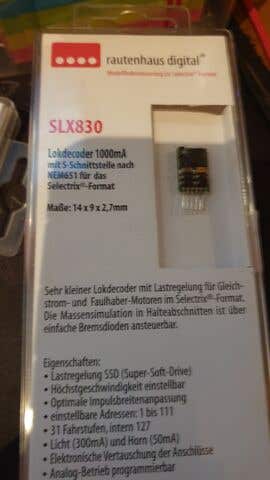 rautenhaus digital®
Modellbahnsteuerung im Selectrix®-Format
SLX830
Lokdecoder 1000mA
mit S-Schnittstelle nach
NEM651 für das
Selectrix®-Format
Maße: 14 x 9 x 2,7mm
Sehr kleiner Lokdecoder mit Lastregelung für Gleich-
strom- und Faulhaber-Motoren im Selectrix®-Format.
Die Massensimulation in Halteabschnitten ist über
einfache Bremsdioden ansteuerbar.
Eigenschaften:
• Lastregelung SSD (Super-Soft-Drive)
• Höchstgeschwindigkeit einstellbar
• Optimale Impulsbreitenanpassung
• einstellbare Adressen: 1 bis 111
• 31 Fahrstufen, intern 127
• Licht (300mA) und Horn (50mA)
• Elektronische Vertauschung der Anschlüsse
• Analog-Betrieb programmierbar